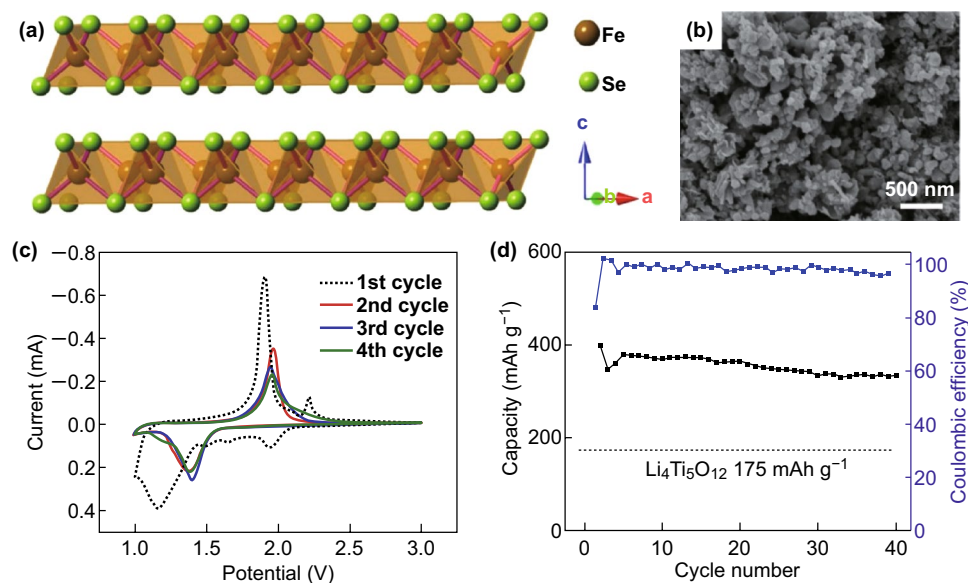 (a)
Fe
Se
c
b
a
(b)
500 nm
(c)
−0.8
−0.6
−0.4
−0.2
0.0
0.2
0.4
Current (mA)
1st cycle
2nd cycle
3rd cycle
4th cycle
1.0 1.5 2.0 2.5 3.0
Potential (V)
(d)
600
400
200
0
Capacity (mAh g⁻¹)
Li₄Ti₅O₁₂ 175 mAh g⁻¹
100
80
60
40
20
0
Coulombic efficiency (%)
0 10 20 30 40
Cycle number